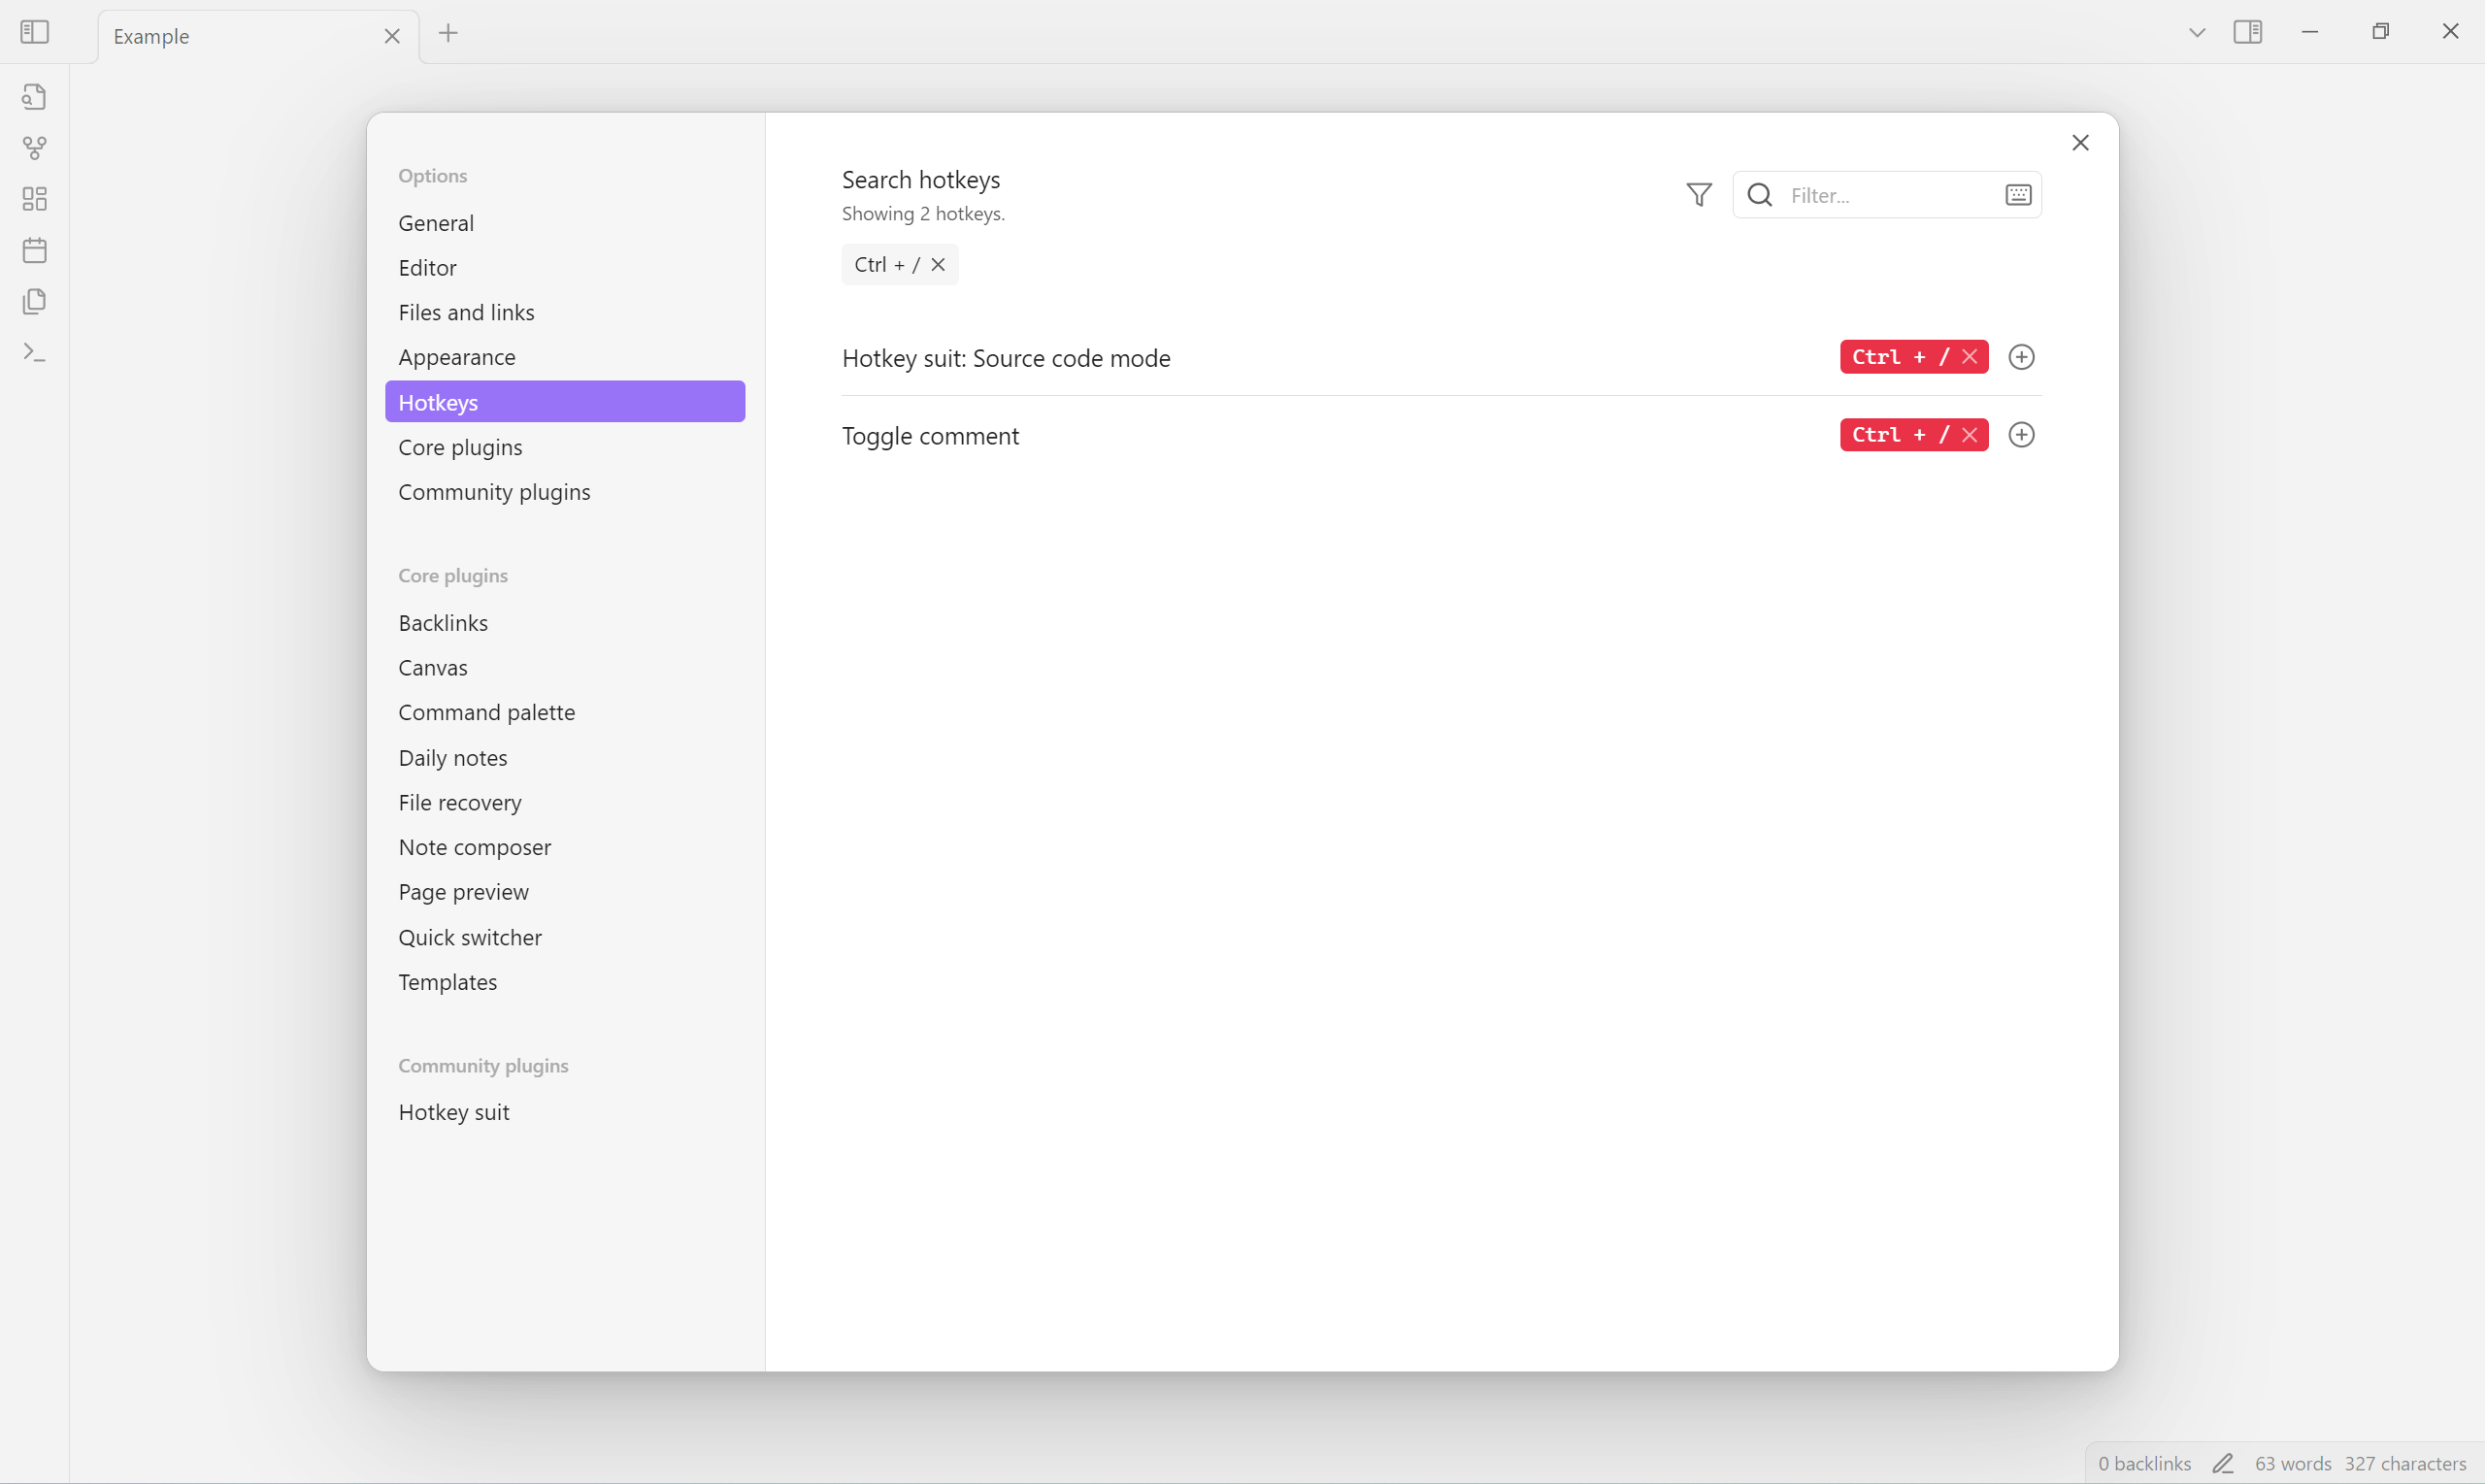 Example
Options
General
Editor
Files and links
Appearance
Hotkeys
Core plugins
Community plugins
Core plugins
Backlinks
Canvas
Command palette
Daily notes
File recovery
Note composer
Page preview
Quick switcher
Templates
Community plugins
Hotkey suit
Search hotkeys
Showing 2 hotkeys.
Filter...
Ctrl + /
Hotkey suit: Source code mode
Ctrl + /
Toggle comment
Ctrl + /
0 backlinks 63 words 327 characters